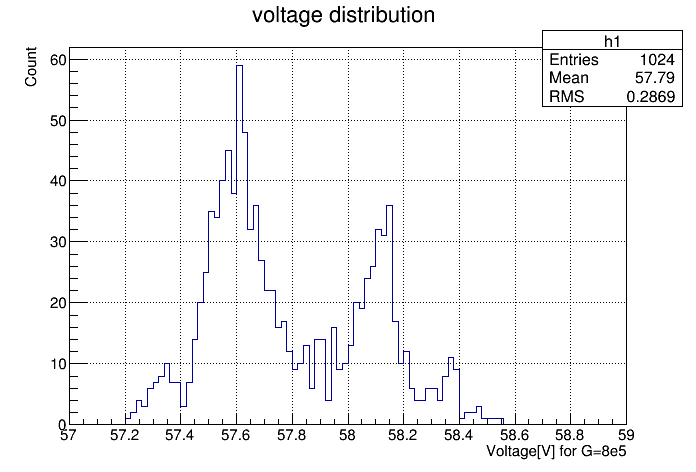 voltage distribution
h1
Entries 1024
Mean 57.79
RMS 0.2869
Count
60
50
40
30
20
10
0
57 57.2 57.4 57.6 57.8 58 58.2 58.4 58.6 58.8 59
Voltage[V] for G=8e5